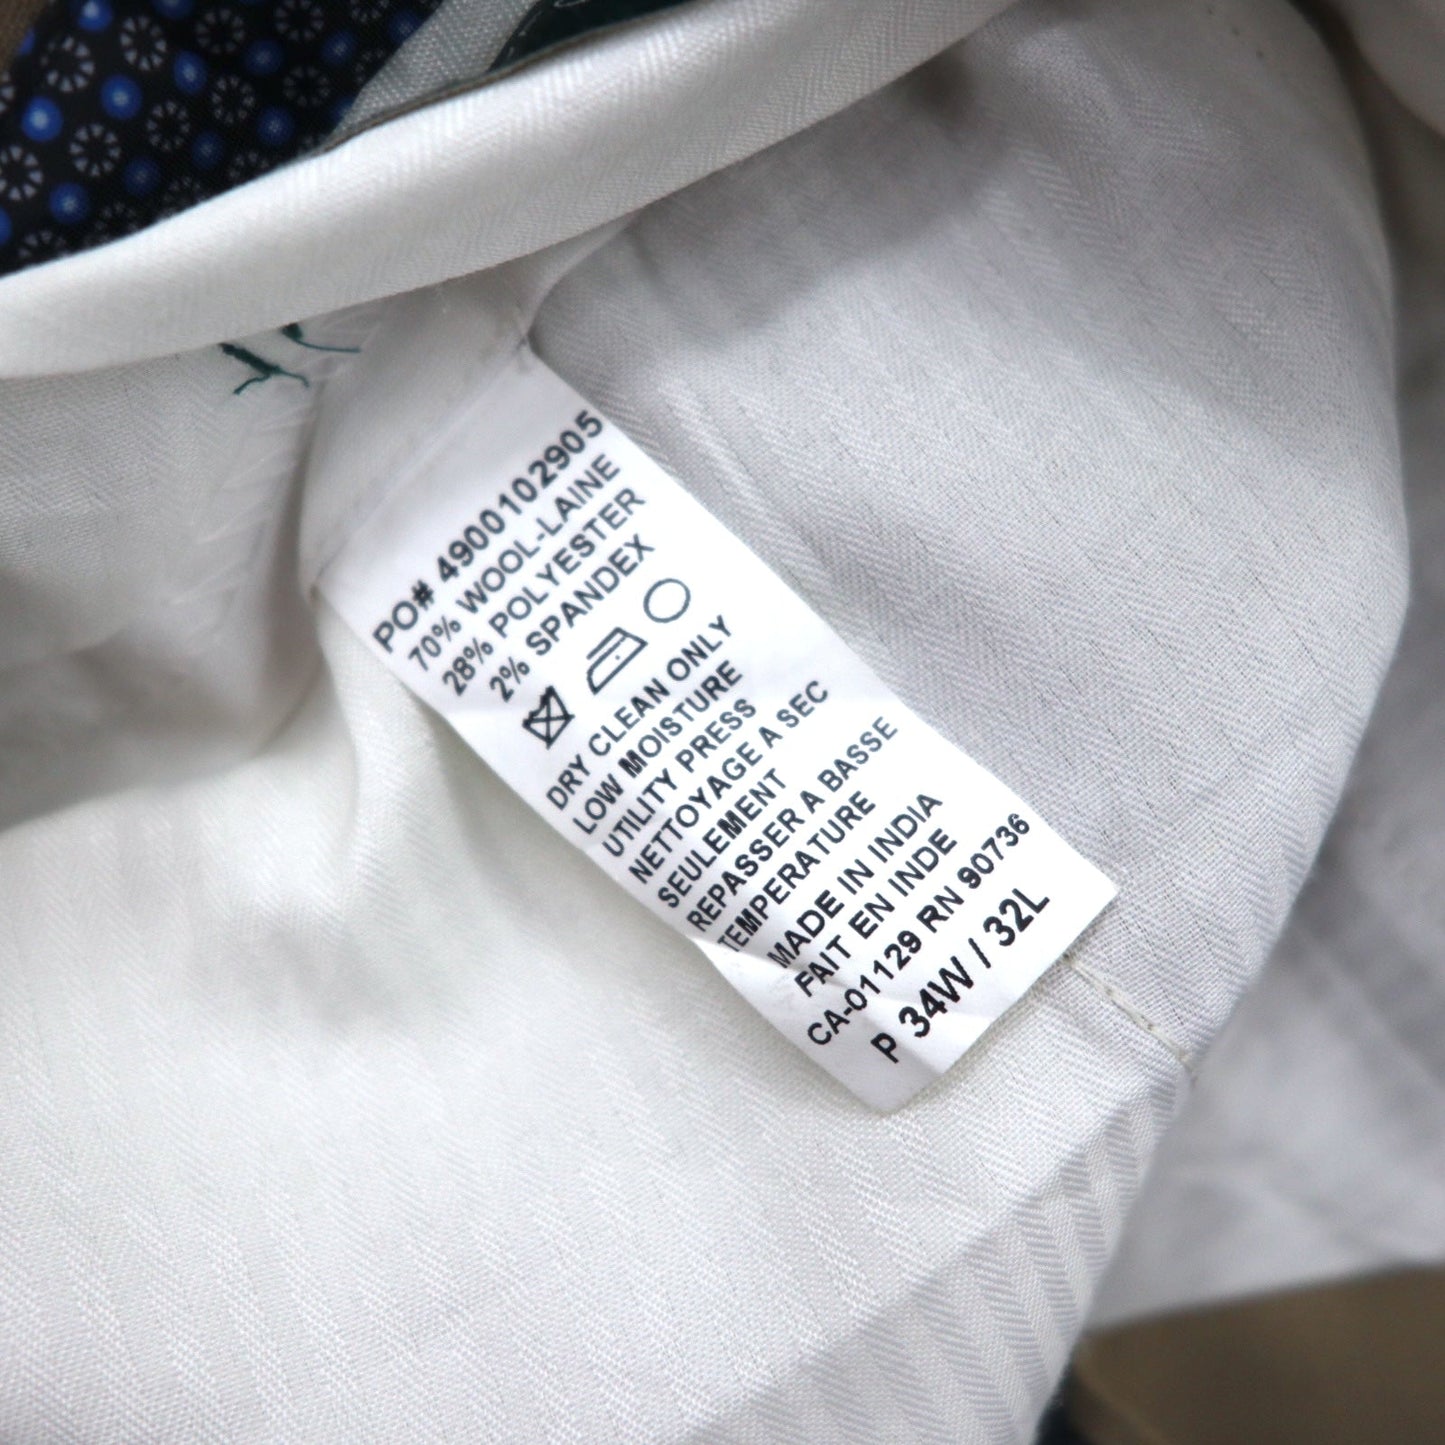 PO# 4900102905
70% WOOL-LAINE
28% POLYESTER
2% SPANDEX
DRY CLEAN ONLY
LOW MOISTURE
UTILITY PRESS
NETTOYAGE A SEC
SEULEMENT
REPASSER A BASSE
TEMPERATURE
MADE IN INDIA
FAIT EN INDE
CA-01129 RN 90736
P 34W / 32L